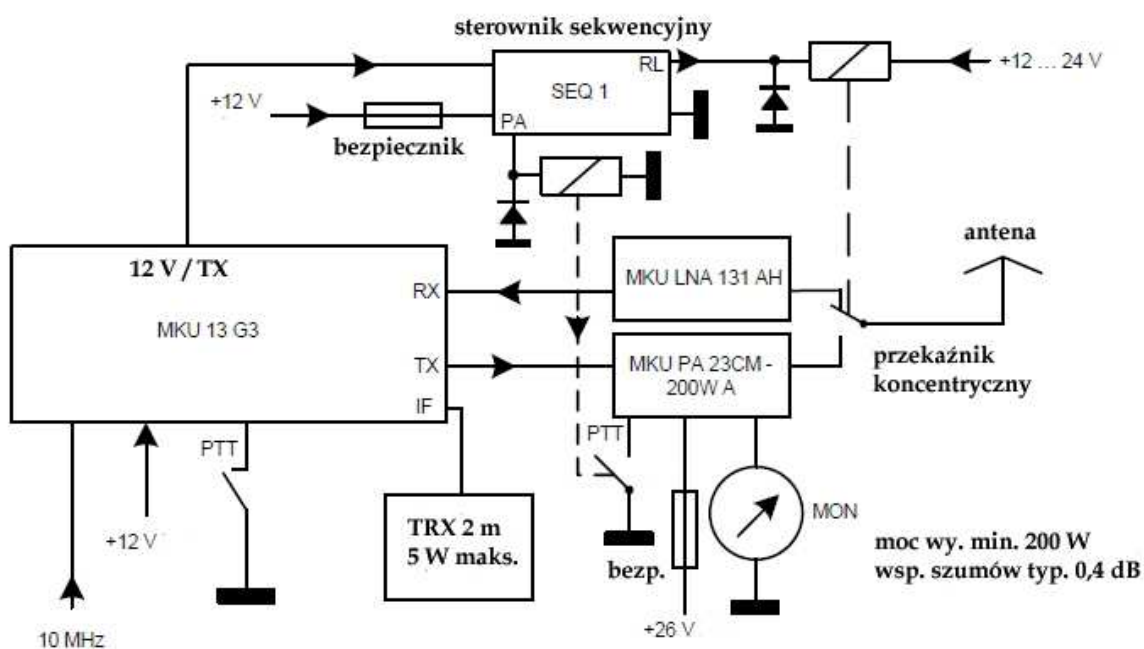 sterownik sekwencyjny
RL
+12 ... 24 V
SEQ 1
+12 V
PA
bezpiecznik
antena
12 V / TX
MKU LNA 131 AH
RX
MKU 13 G3
przekaźnik
koncentryczny
TX
MKU PA 23CM -
200W A
IF
PTT
PTT
TRX 2 m
5 W maks.
MON
+12 V
bezp.
moc wy. min. 200 W
wsp. szumów typ. 0,4 dB
+26 V
10 MHz